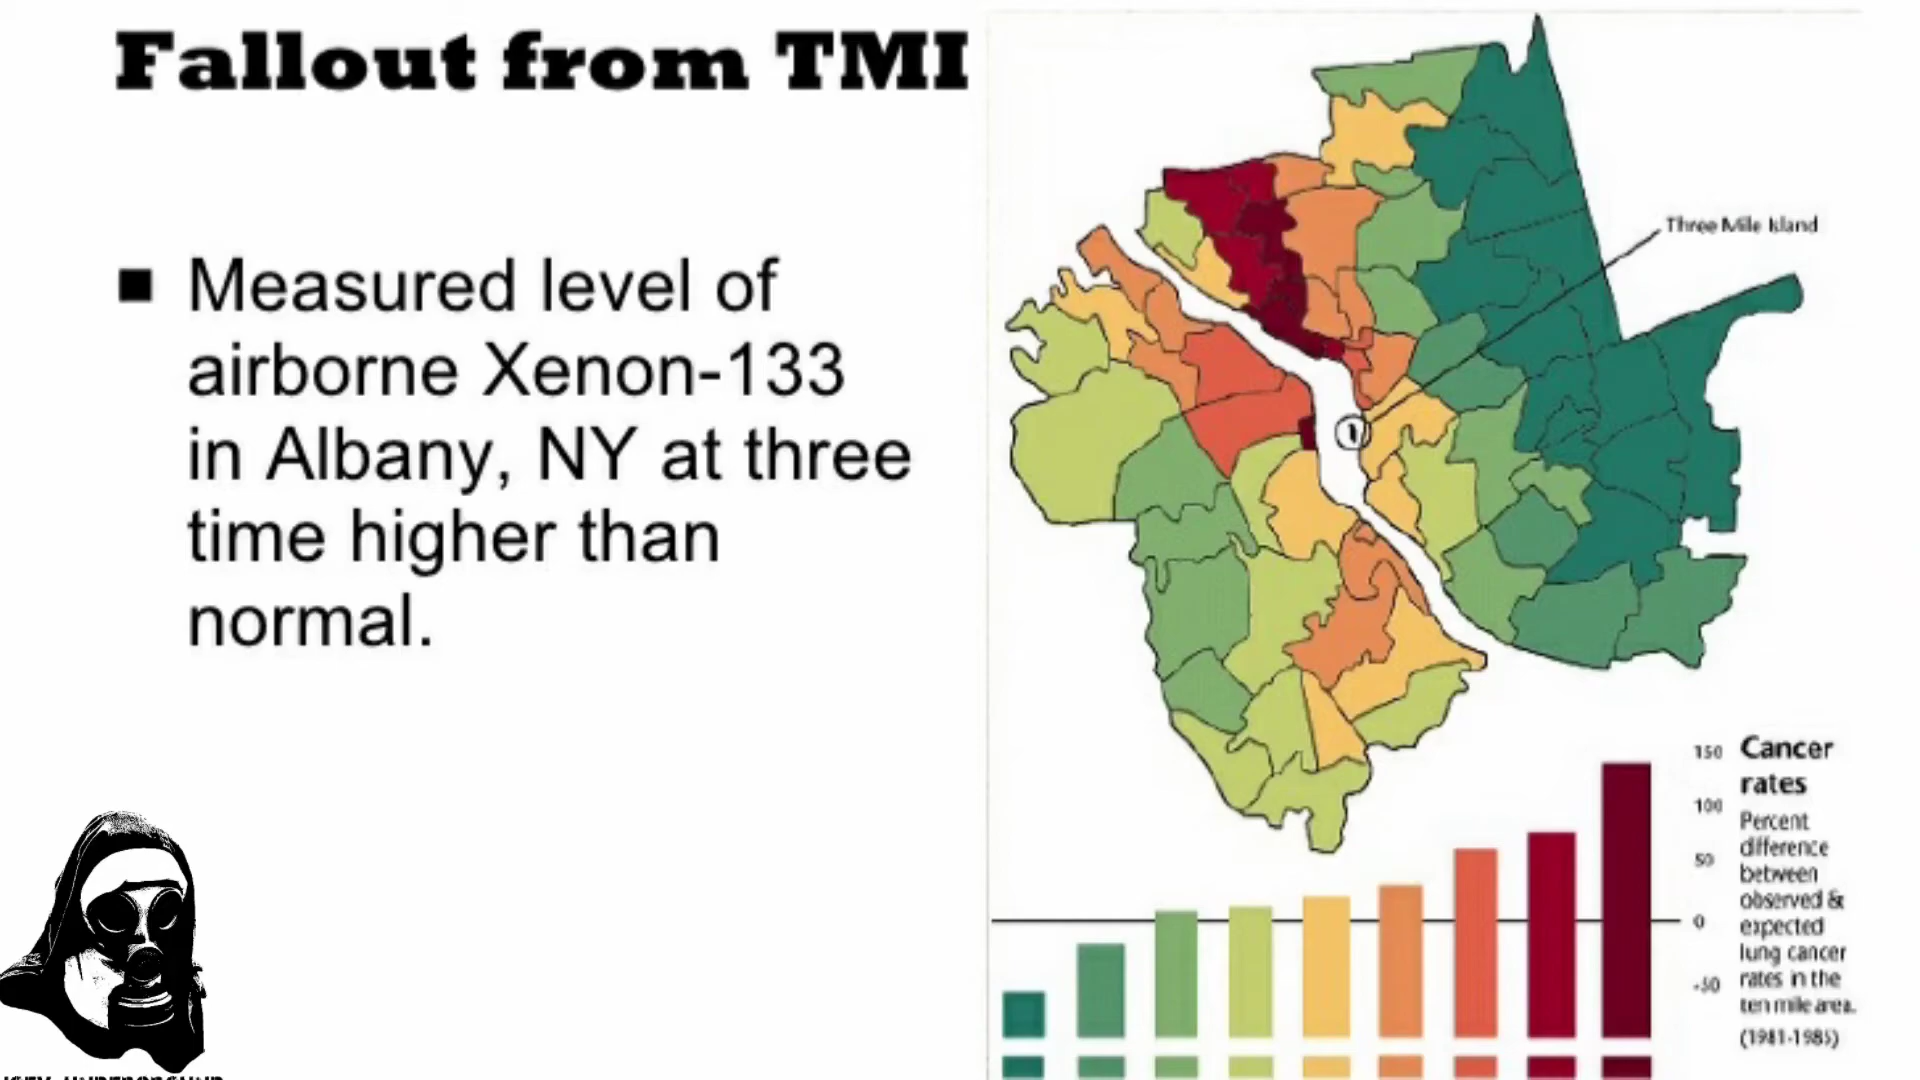 Fallout from TMI
■ Measured level of
airborne Xenon-133
in Albany, NY at three
time higher than
normal.
Three Mile Island
1
150
100
50
0
-50
Cancer
rates
Percent
difference
between
observed &
expected
lung cancer
rates in the
ten mile area.
(1981-1985)